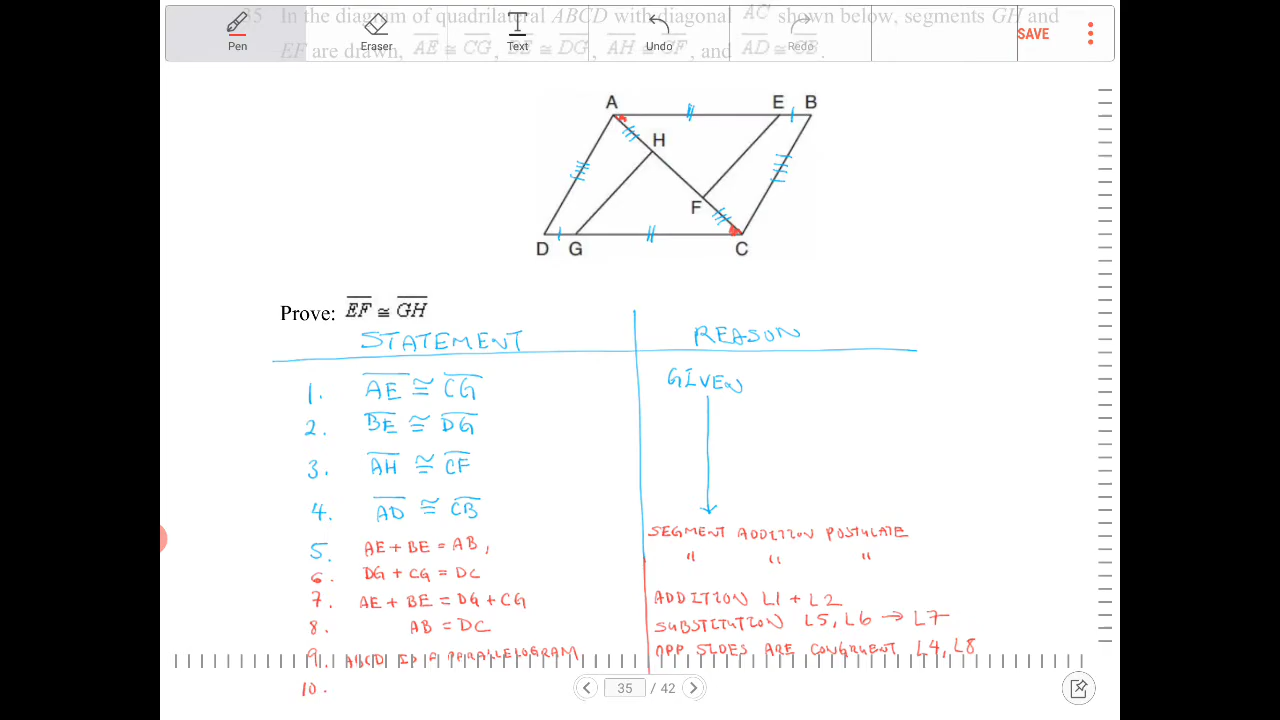 35 In the diagram of quadrilateral ABCD with diagonal AC shown below, segments GH and
EF are drawn, AE ≅ CG, BE ≅ DG, AH ≅ CF, and AD ≅ CB.
Pen
Eraser
Text
Undo
Redo
SAVE
A E B
H
F
D G C
Prove: EF ≅ GH
STATEMENT REASON
1. AE ≅ CG GIVEN
2. BE ≅ DG
3. AH ≅ CF
4. AD ≅ CB
5. AE + BE = AB, SEGMENT ADDITION POSTULATE
6. DG + CG = DC " " "
7. AE + BE = DG + CG ADDITION L1 + L2
8. AB = DC SUBSTITUTION L5, L6 → L7
9. ABCD IS A PARALLELOGRAM OPP SIDES ARE CONGRUENT L4, L8
10.
35 / 42